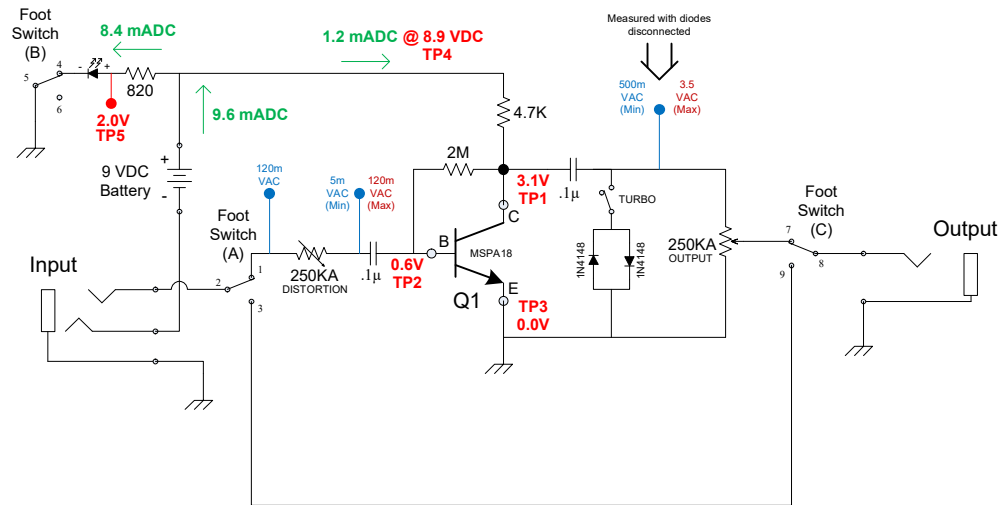 Foot
Switch
(B)
8.4 mADC
1.2 mADC @ 8.9 VDC
TP4
Measured with diodes
disconnected
4
5
6
-
+
820
2.0V
TP5
9.6 mADC
4.7K
500m
VAC
(Min)
3.5
VAC
(Max)
2M
+
9 VDC
Battery
-
120m
VAC
5m
VAC
(Min)
120m
VAC
(Max)
3.1V
TP1
.1µ
TURBO
Foot
Switch
(A)
Foot
Switch
(C)
Input
1
2
3
250KA
DISTORTION
.1µ
0.6V
TP2
B
C
MSPA18
E
Q1
TP3
0.0V
1N4148
1N4148
250KA
OUTPUT
7
8
9
Output